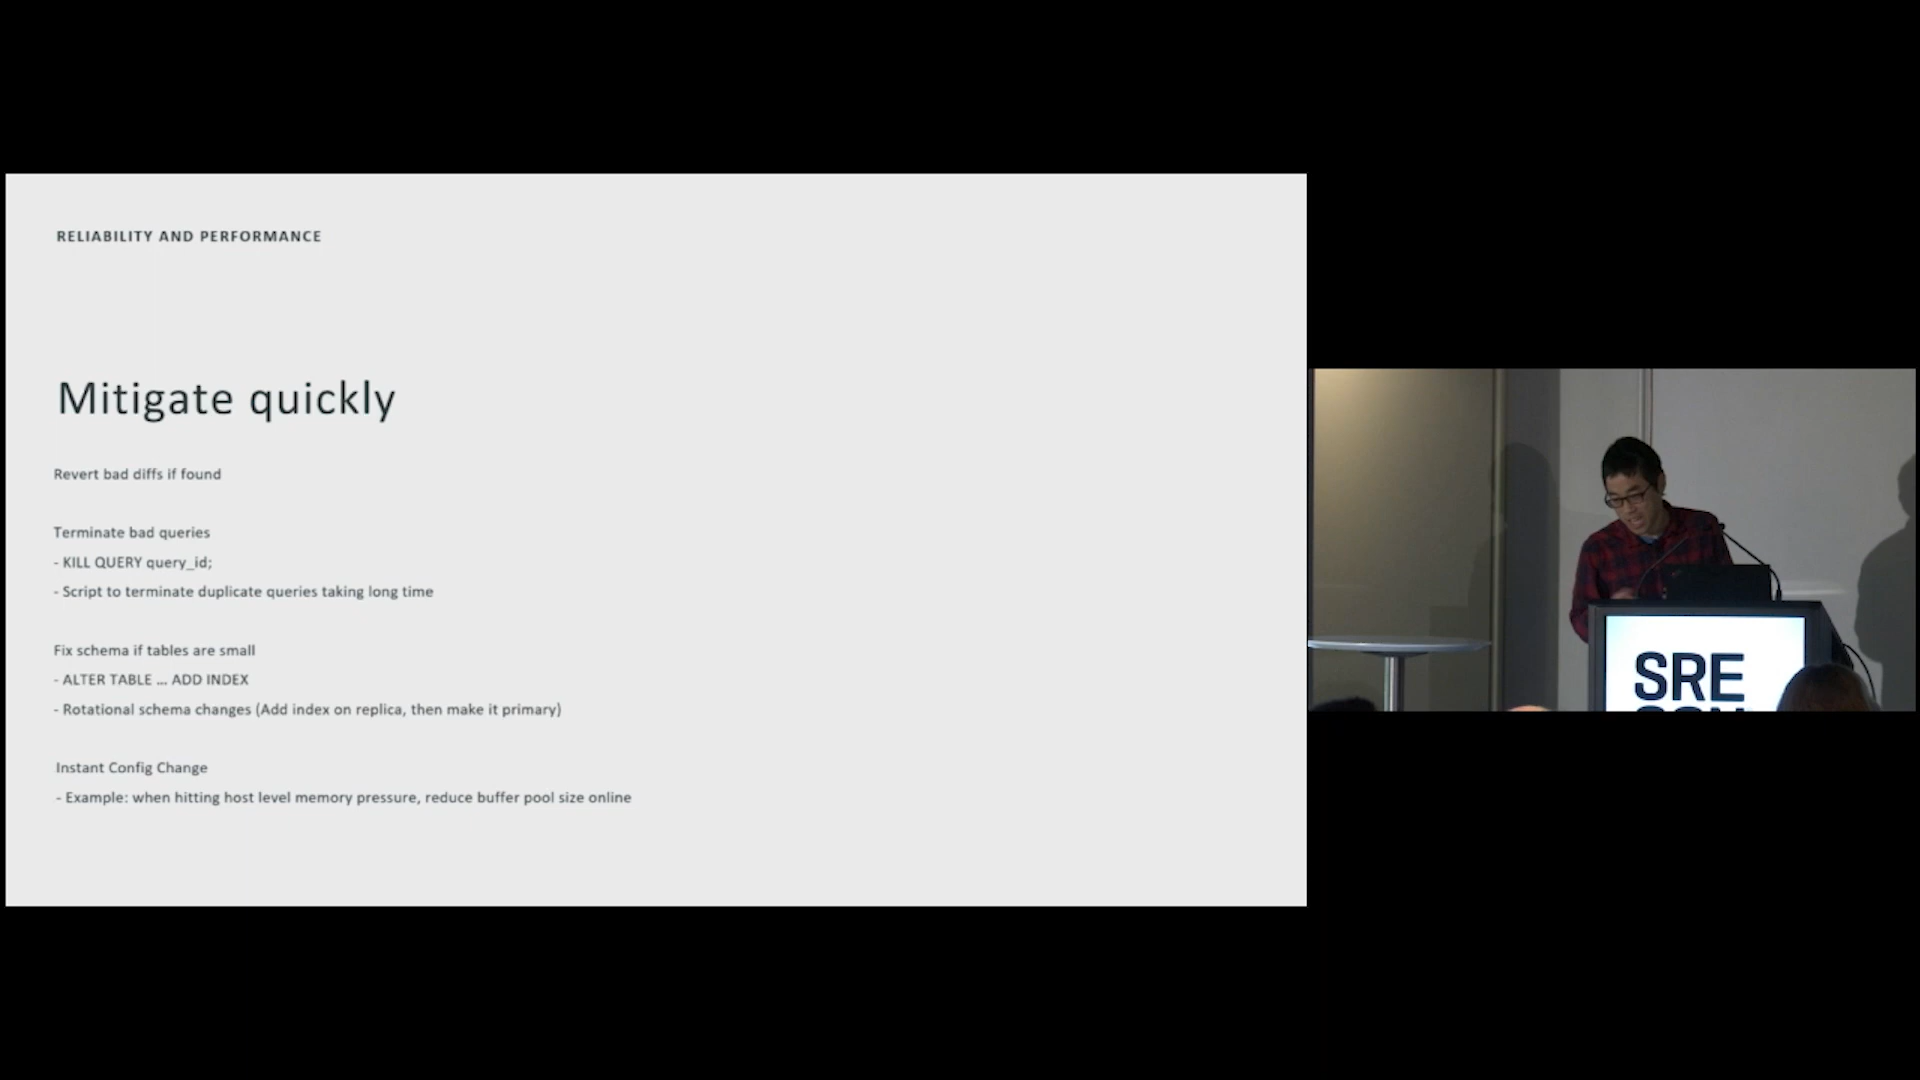 RELIABILITY AND PERFORMANCE
Mitigate quickly
Revert bad diffs if found
Terminate bad queries
- KILL QUERY query_id;
- Script to terminate duplicate queries taking long time
Fix schema if tables are small
- ALTER TABLE ... ADD INDEX
- Rotational schema changes (Add index on replica, then make it primary)
Instant Config Change
- Example: when hitting host level memory pressure, reduce buffer pool size online
SRE